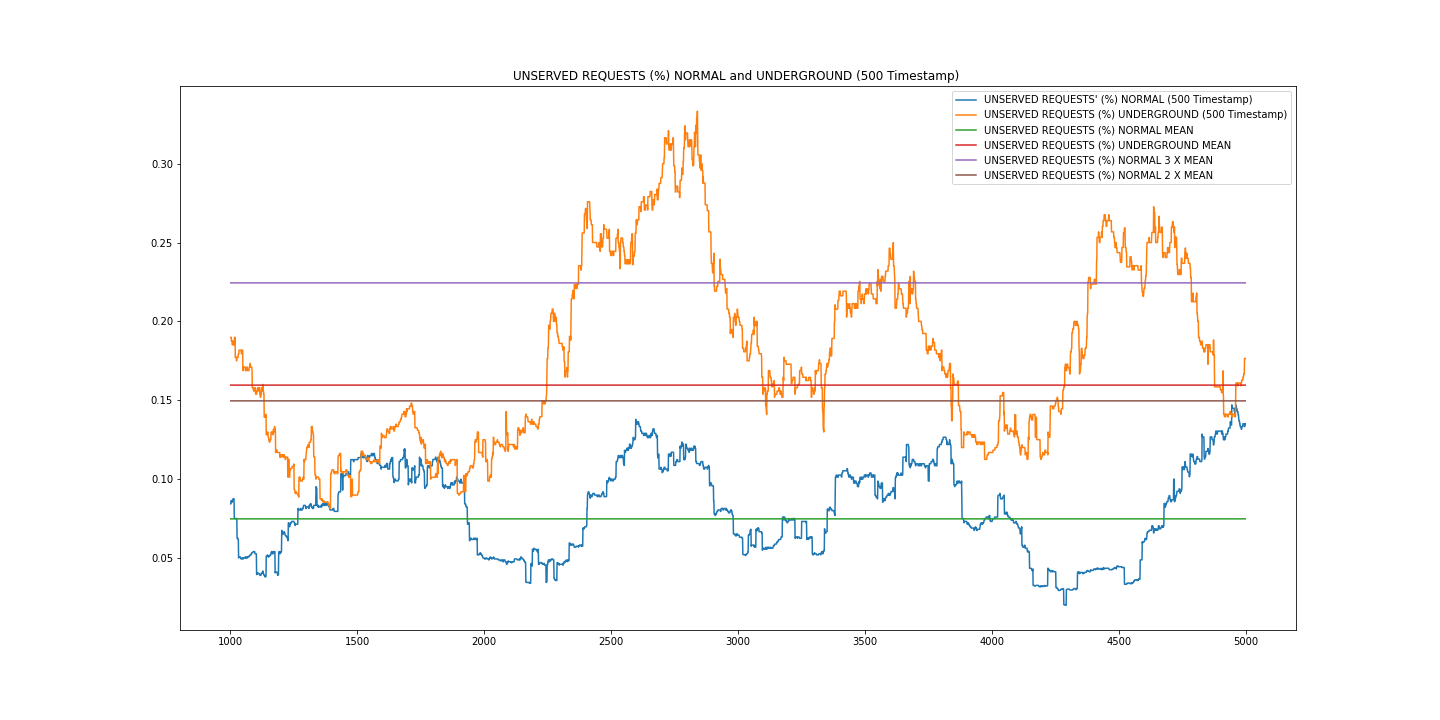 UNSERVED REQUESTS (%) NORMAL and UNDERGROUND (500 Timestamp)
UNSERVED REQUESTS' (%) NORMAL (500 Timestamp)
UNSERVED REQUESTS (%) UNDERGROUND (500 Timestamp)
UNSERVED REQUESTS (%) NORMAL MEAN
UNSERVED REQUESTS (%) UNDERGROUND MEAN
UNSERVED REQUESTS (%) NORMAL 3 X MEAN
UNSERVED REQUESTS (%) NORMAL 2 X MEAN
0.30
0.25
0.20
0.15
0.10
0.05
1000 1500 2000 2500 3000 3500 4000 4500 5000